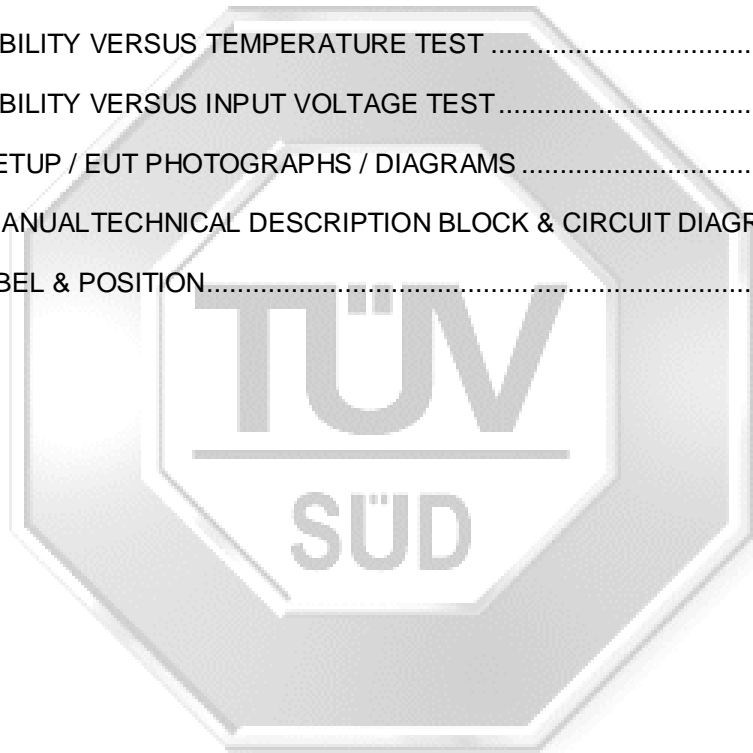 BILITY VERSUS TEMPERATURE TEST ..................................
BILITY VERSUS INPUT VOLTAGE TEST .................................
ETUP / EUT PHOTOGRAPHS / DIAGRAMS ..............................
ANUALTECHNICAL DESCRIPTION BLOCK & CIRCUIT DIAGR
BEL & POSITION......................................................................
TÜV
SÜD